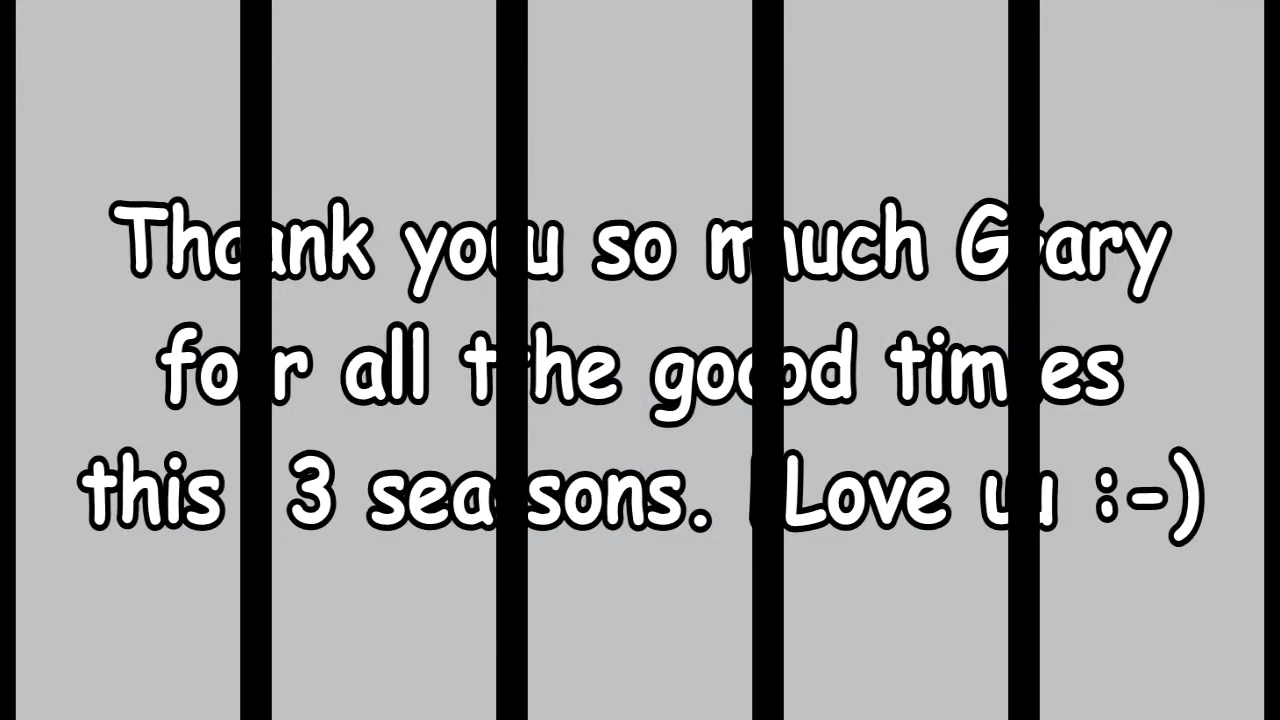 Thank you so much Gary
for all the good times
this 3 seasons. Love u :-)